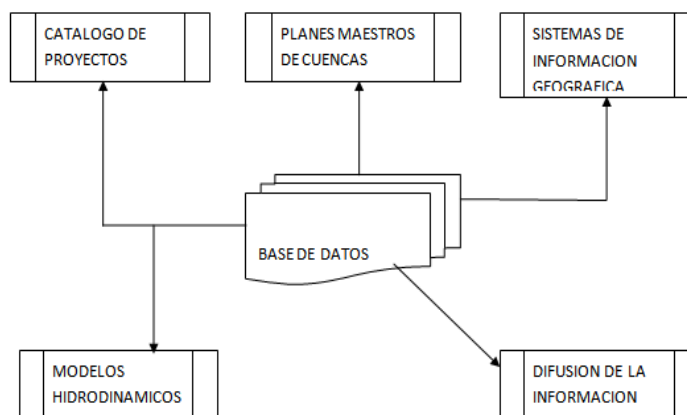 CATALOGO DE
PROYECTOS
PLANES MAESTROS
DE CUENCAS
SISTEMAS DE
INFORMACION
GEOGRAFICA
BASE DE DATOS
MODELOS
HIDRODINAMICOS
DIFUSION DE LA
INFORMACION